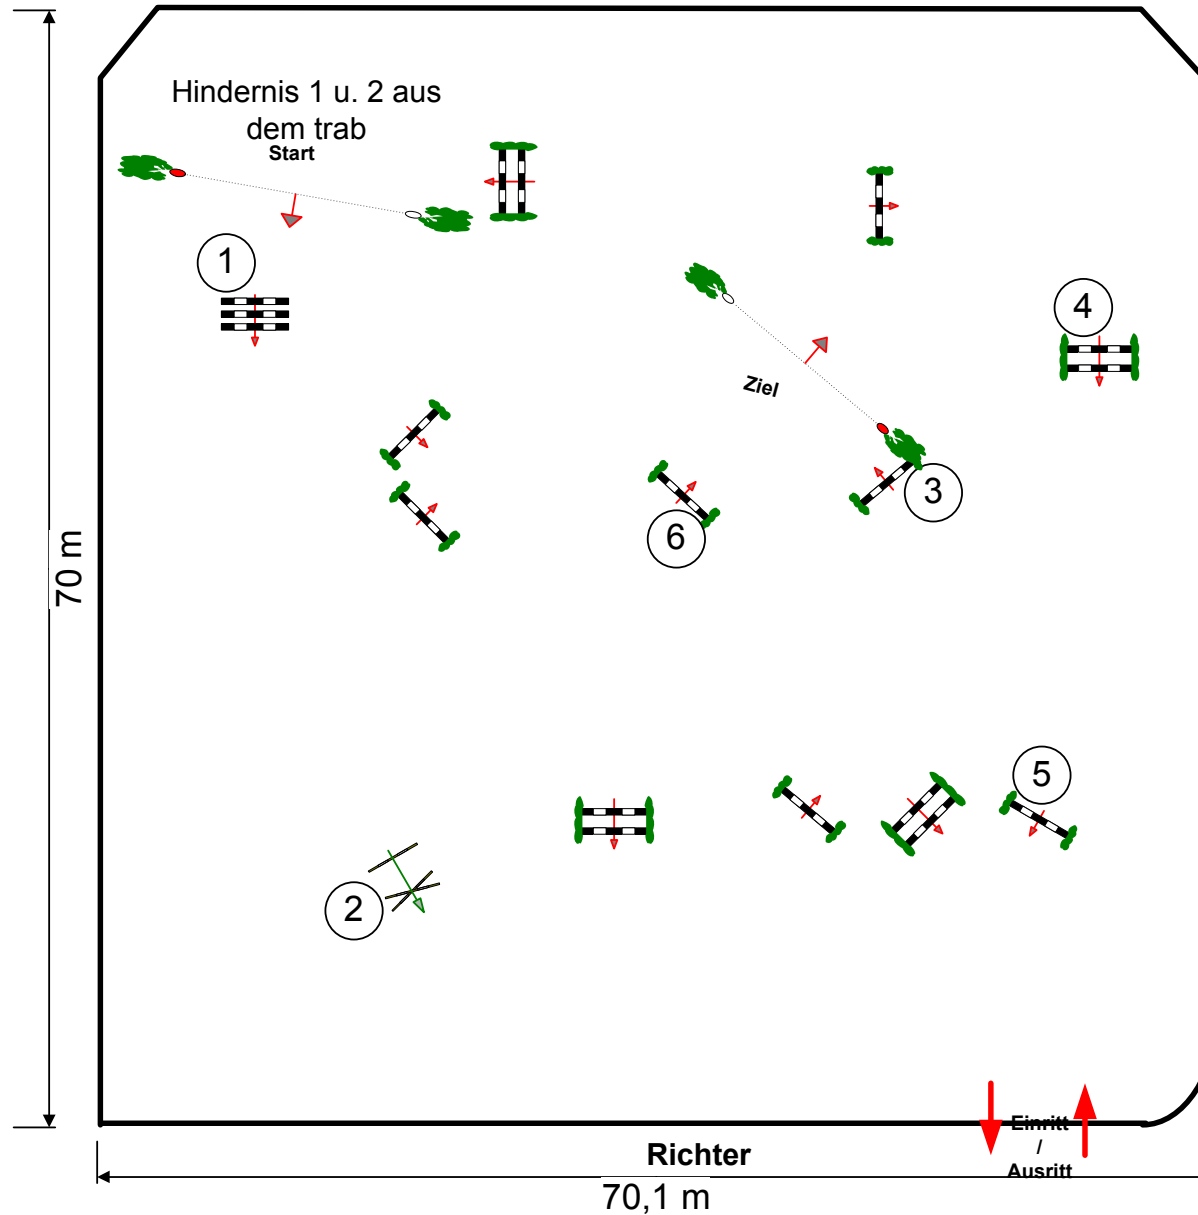 Hindernis 1 u. 2 aus
dem trab
Start
1
4
Ziel
3
6
70 m
5
2
Einritt
/
Ausritt
Richter
70,1 m